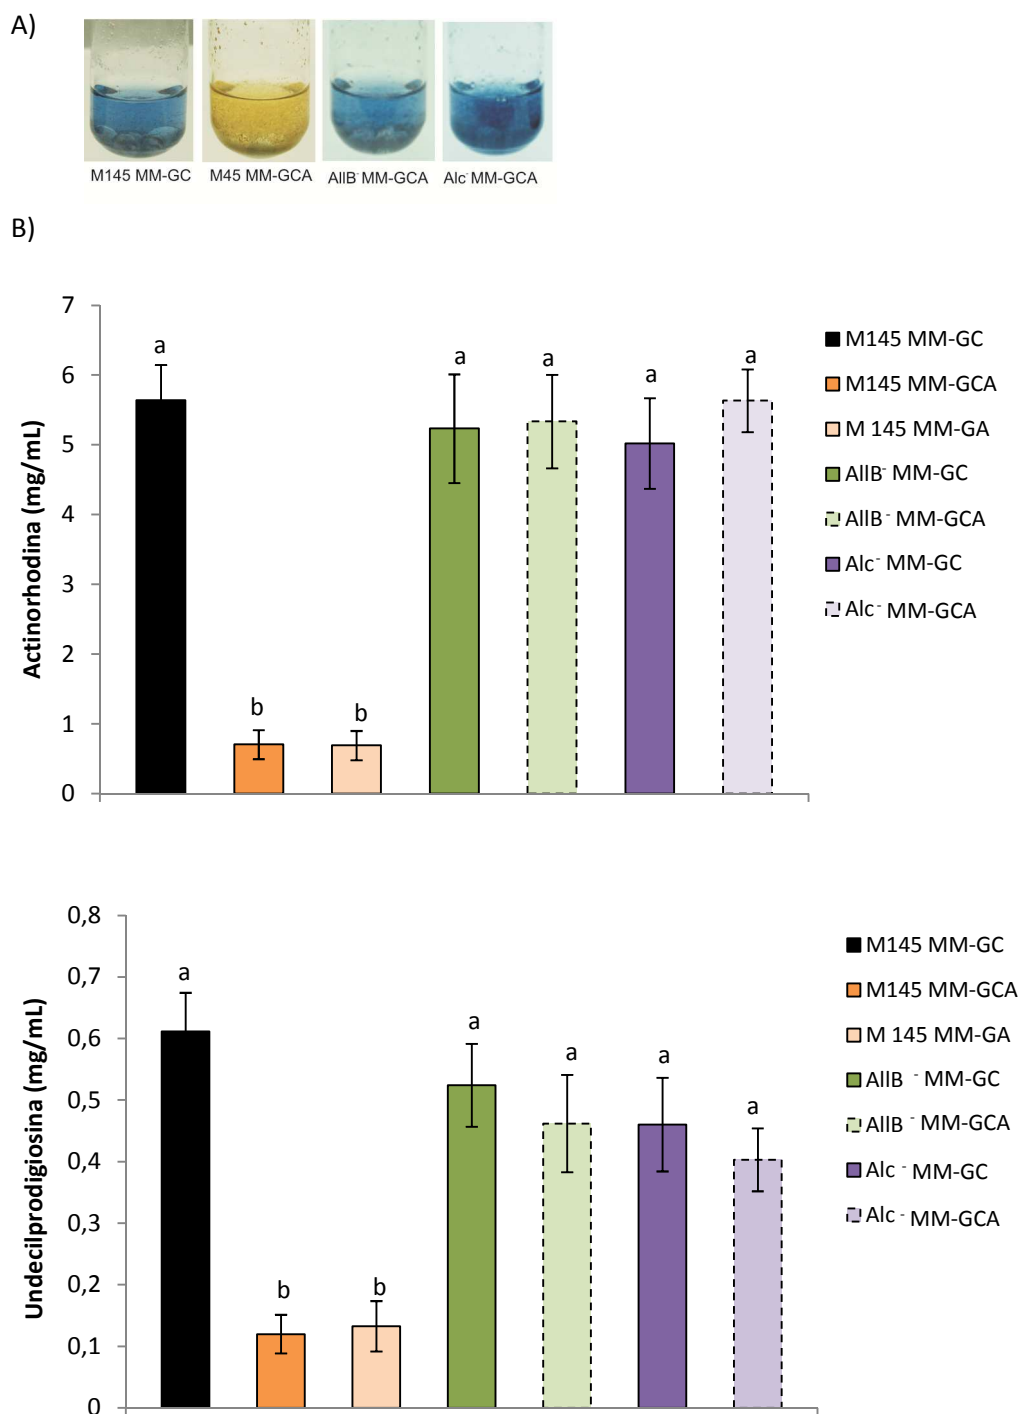 A)
M145 MM-GC M45 MM-GCA AllB⁻ MM-GCA Alc⁻ MM-GCA
B)
7
6
5
4
3
2
1
0
Actinorhodina (mg/mL)
a
b
b
a
a
a
a
M145 MM-GC
M145 MM-GCA
M 145 MM-GA
AllB⁻ MM-GC
AllB⁻ MM-GCA
Alc⁻ MM-GC
Alc⁻ MM-GCA
0,8
0,7
0,6
0,5
0,4
0,3
0,2
0,1
0
Undecilprodigiosina (mg/mL)
a
b
b
a
a
a
a
M145 MM-GC
M145 MM-GCA
M 145 MM-GA
AllB ⁻ MM-GC
AllB ⁻ MM-GCA
Alc ⁻ MM-GC
Alc ⁻ MM-GCA